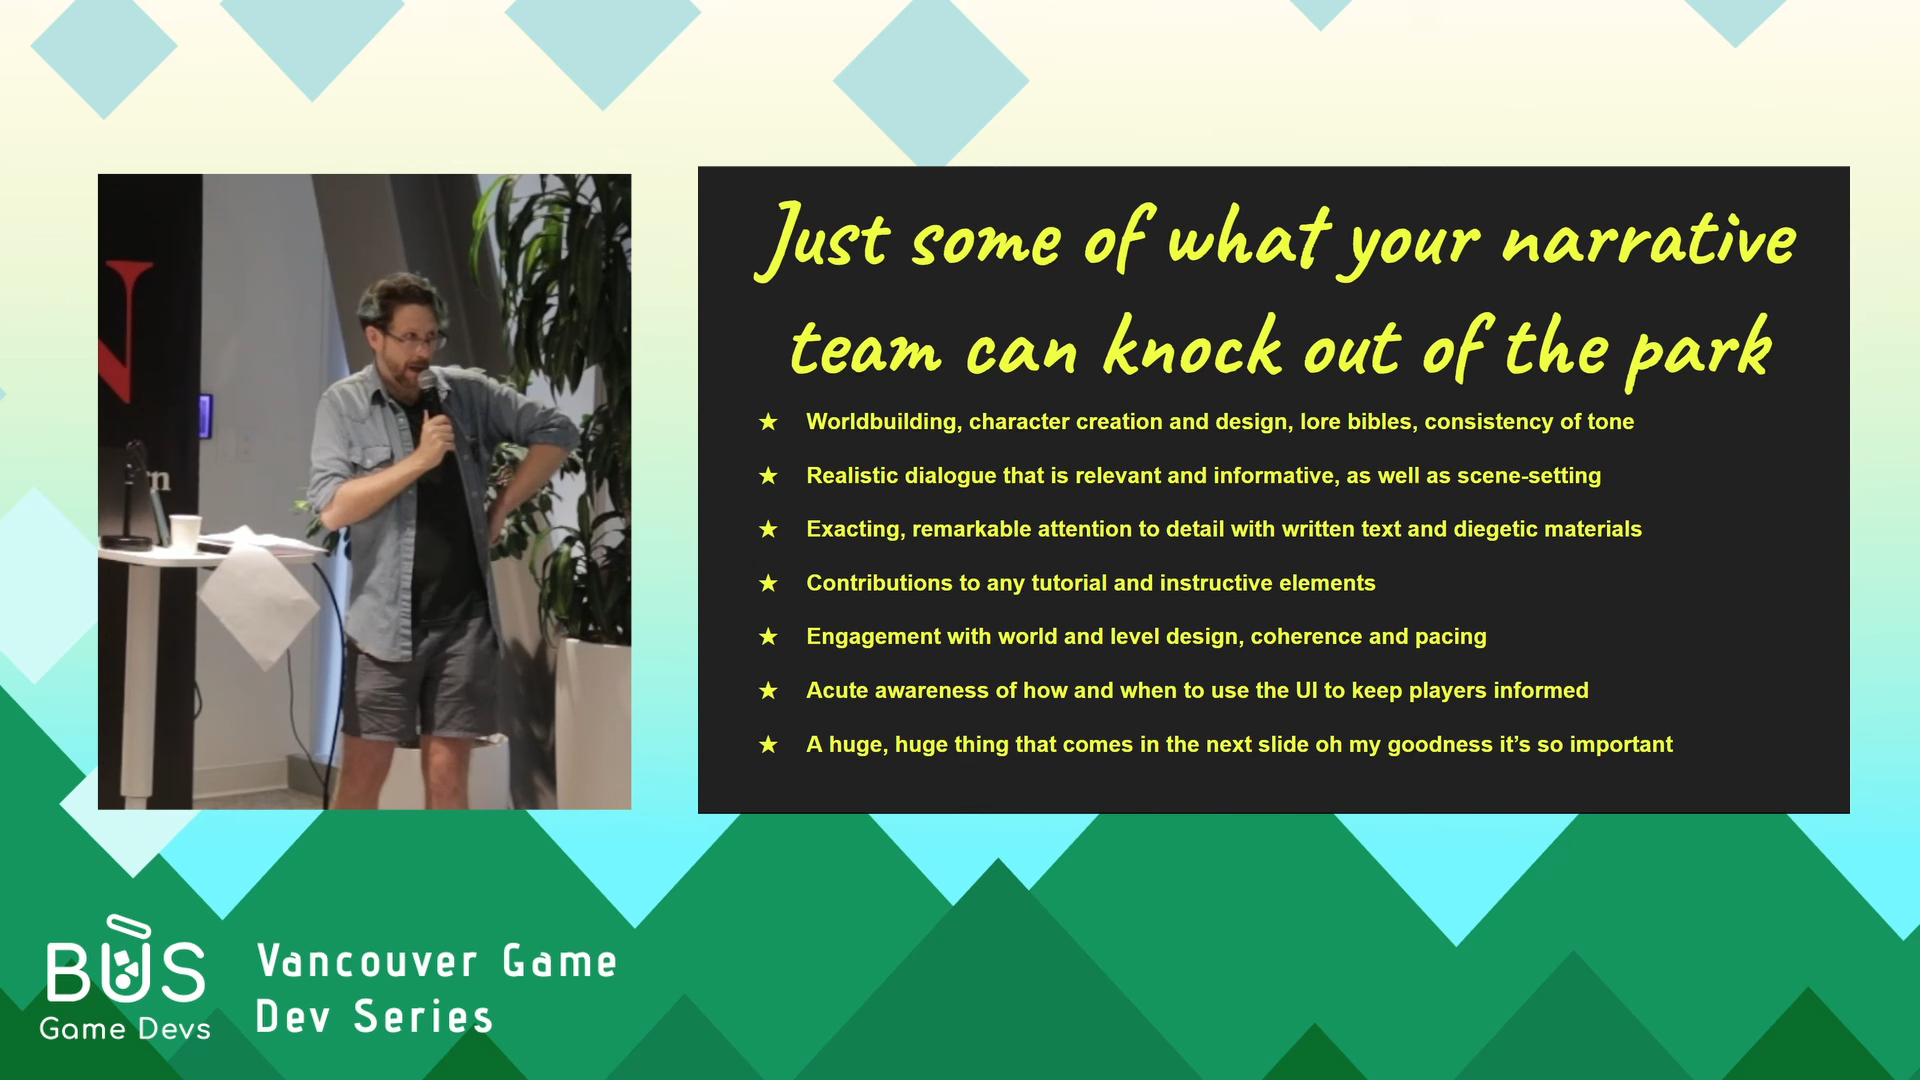 Just some of what your narrative
team can knock out of the park
★ Worldbuilding, character creation and design, lore bibles, consistency of tone
★ Realistic dialogue that is relevant and informative, as well as scene-setting
★ Exacting, remarkable attention to detail with written text and diegetic materials
★ Contributions to any tutorial and instructive elements
★ Engagement with world and level design, coherence and pacing
★ Acute awareness of how and when to use the UI to keep players informed
★ A huge, huge thing that comes in the next slide oh my goodness it’s so important
N
BUS
Game Devs
Vancouver Game
Dev Series